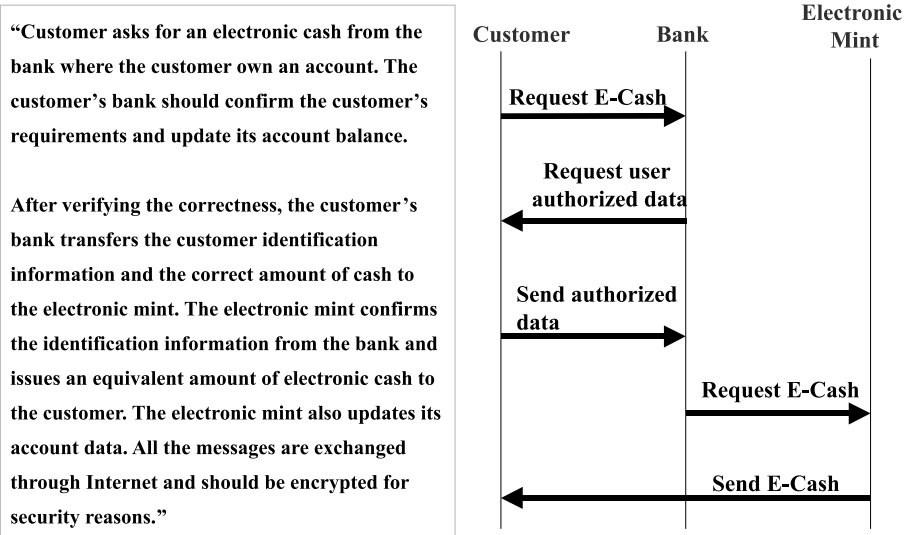 “Customer asks for an electronic cash from the
bank where the customer own an account. The
customer’s bank should confirm the customer’s
requirements and update its account balance.
After verifying the correctness, the customer’s
bank transfers the customer identification
information and the correct amount of cash to
the electronic mint. The electronic mint confirms
the identification information from the bank and
issues an equivalent amount of electronic cash to
the customer. The electronic mint also updates its
account data. All the messages are exchanged
through Internet and should be encrypted for
security reasons.”
Customer
Bank
Electronic
Mint
Request E-Cash
Request user
authorized data
Send authorized
data
Request E-Cash
Send E-Cash